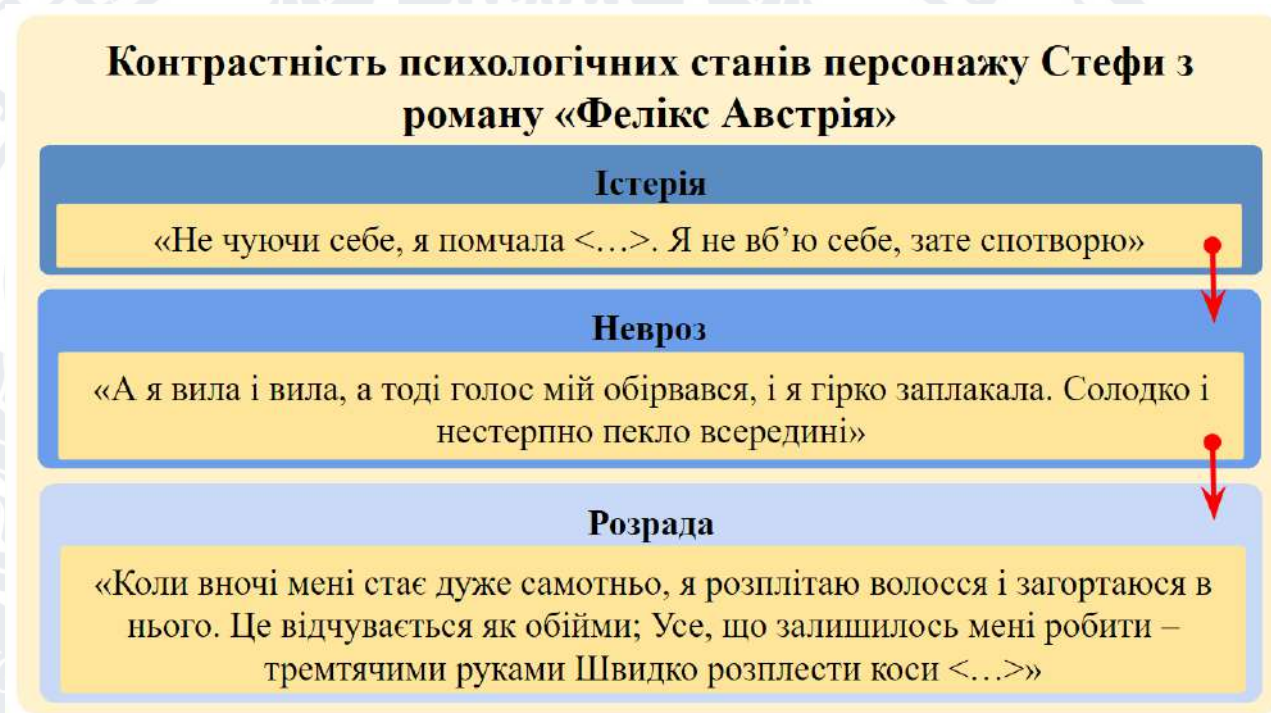 Контрастність психологічних станів персонажу Стефи з
роману «Фелікс Австрія»
Істерія
«Не чуючи себе, я помчала <…>. Я не вб’ю себе, зате спотворю»
Невроз
«А я вила і вила, а тоді голос мій обірвався, і я гірко заплакала. Солодко і
нестерпно пекло всередині»
Розрада
«Коли вночі мені стає дуже самотньо, я розплітаю волосся і загортаюся в
нього. Це відчувається як обійми; Усе, що залишилось мені робити –
тремтячими руками Швидко розплести коси <…>»